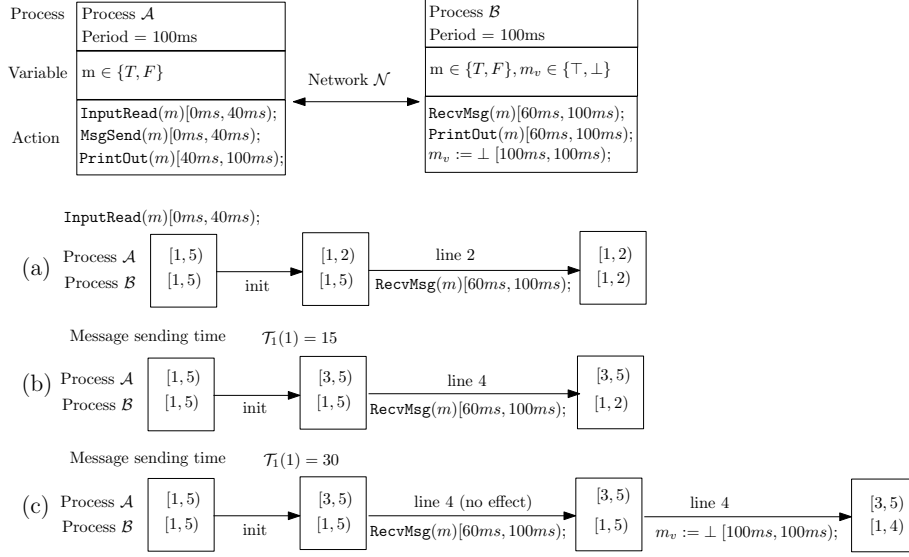 Process
Process 𝒜
Period = 100ms
Process ℬ
Period = 100ms
Variable
m ∈ {T, F}
Network 𝒩
m ∈ {T, F}, m_v ∈ {⊤, ⊥}
Action
InputRead(m)[0ms, 40ms);
MsgSend(m)[0ms, 40ms);
PrintOut(m)[40ms, 100ms);
RecvMsg(m)[60ms, 100ms);
PrintOut(m)[60ms, 100ms);
m_v := ⊥ [100ms, 100ms);
InputRead(m)[0ms, 40ms);
(a)
Process 𝒜
Process ℬ
[1, 5)
[1, 5)
init
[1, 2)
[1, 5)
line 2
RecvMsg(m)[60ms, 100ms);
[1, 2)
[1, 2)
Message sending time 𝒯₁(1) = 15
(b)
Process 𝒜
Process ℬ
[1, 5)
[1, 5)
init
[3, 5)
[1, 5)
line 4
RecvMsg(m)[60ms, 100ms);
[3, 5)
[1, 2)
Message sending time 𝒯₁(1) = 30
(c)
Process 𝒜
Process ℬ
[1, 5)
[1, 5)
init
[3, 5)
[1, 5)
line 4 (no effect)
RecvMsg(m)[60ms, 100ms);
[3, 5)
[1, 5)
line 4
m_v := ⊥ [100ms, 100ms);
[3, 5)
[1, 4)